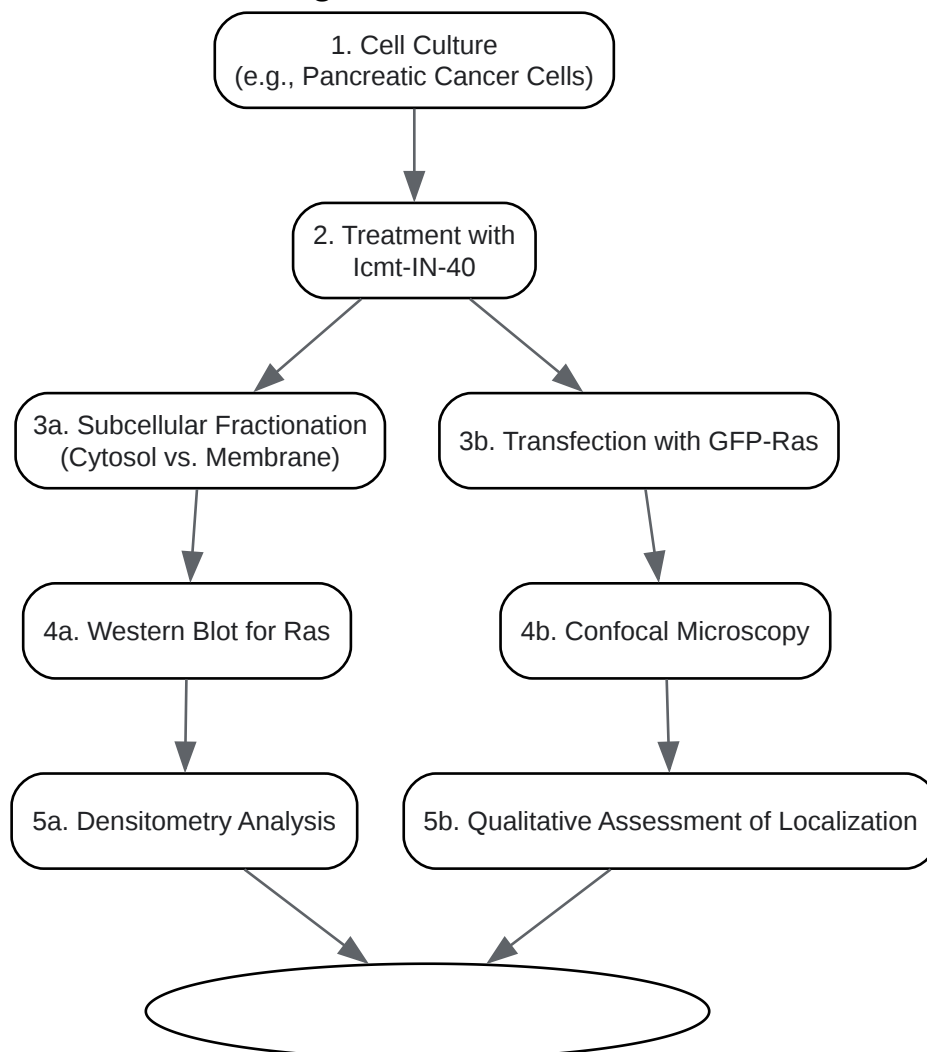 1. Cell Culture
(e.g., Pancreatic Cancer Cells)
2. Treatment with
Icmt-IN-40
3a. Subcellular Fractionation
(Cytosol vs. Membrane)
3b. Transfection with GFP-Ras
4a. Western Blot for Ras
4b. Confocal Microscopy
5a. Densitometry Analysis
5b. Qualitative Assessment of Localization